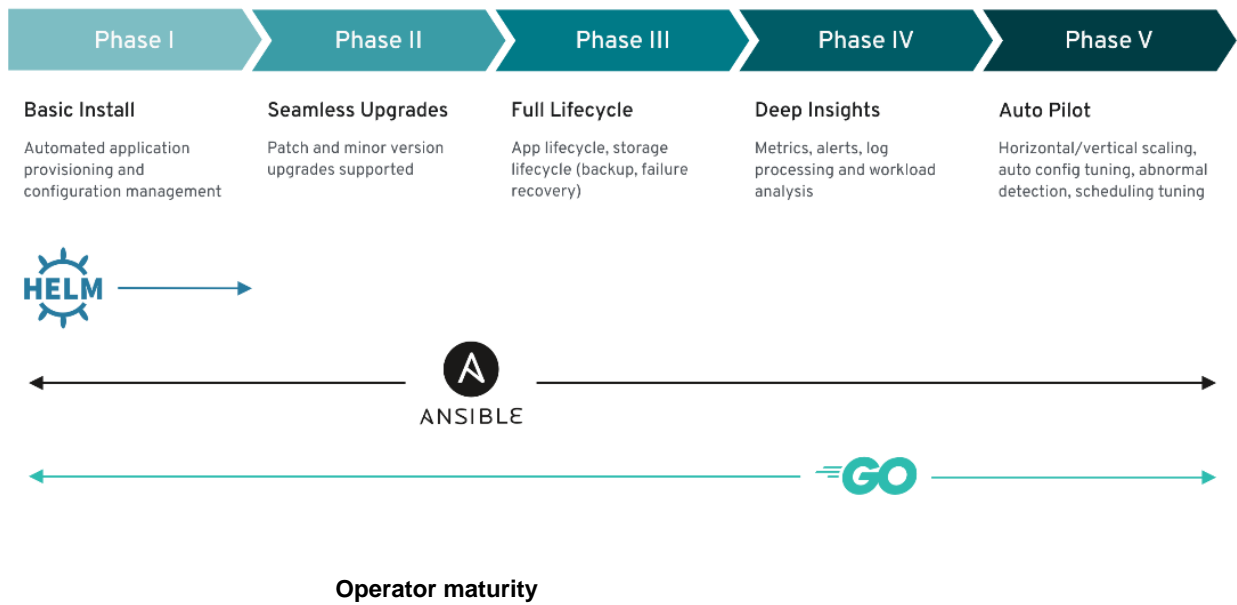 Phase I
Phase II
Phase III
Phase IV
Phase V
Basic Install
Automated application
provisioning and
configuration management
Seamless Upgrades
Patch and minor version
upgrades supported
Full Lifecycle
App lifecycle, storage
lifecycle (backup, failure
recovery)
Deep Insights
Metrics, alerts, log
processing and workload
analysis
Auto Pilot
Horizontal/vertical scaling,
auto config tuning, abnormal
detection, scheduling tuning
HELM
A
ANSIBLE
GO
Operator maturity